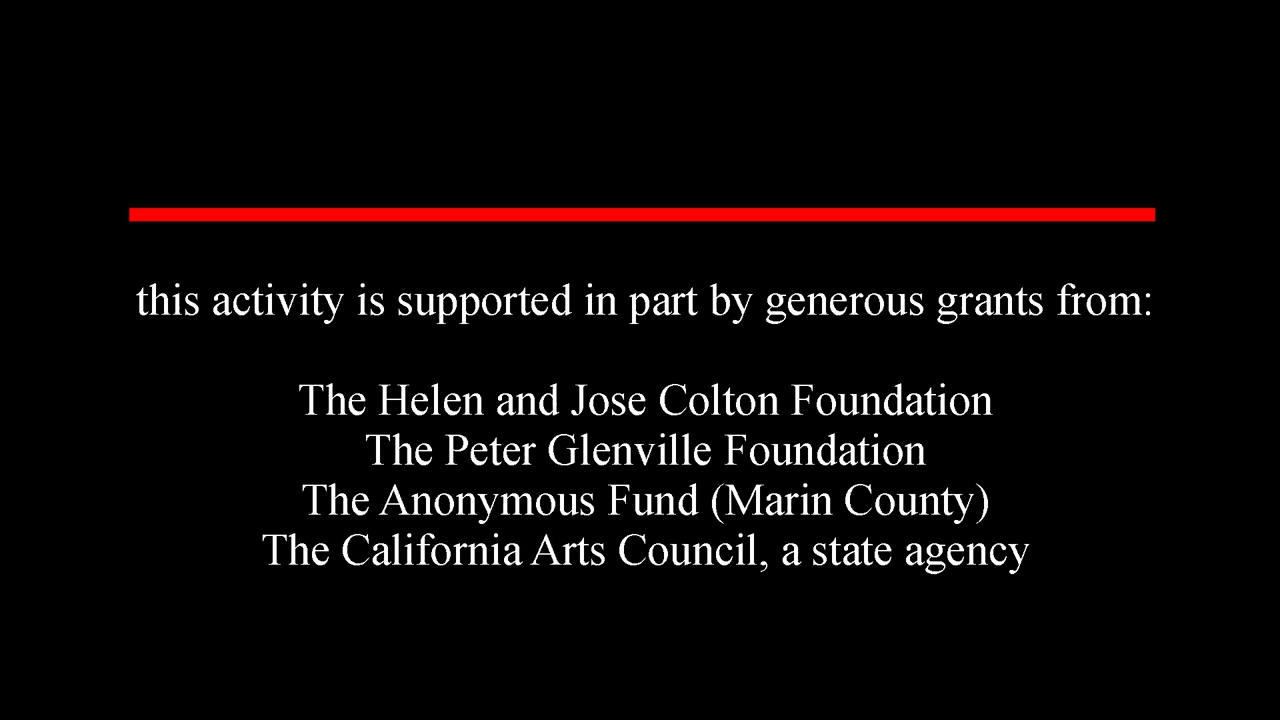 this activity is supported in part by generous grants from:
The Helen and Jose Colton Foundation
The Peter Glenville Foundation
The Anonymous Fund (Marin County)
The California Arts Council, a state agency